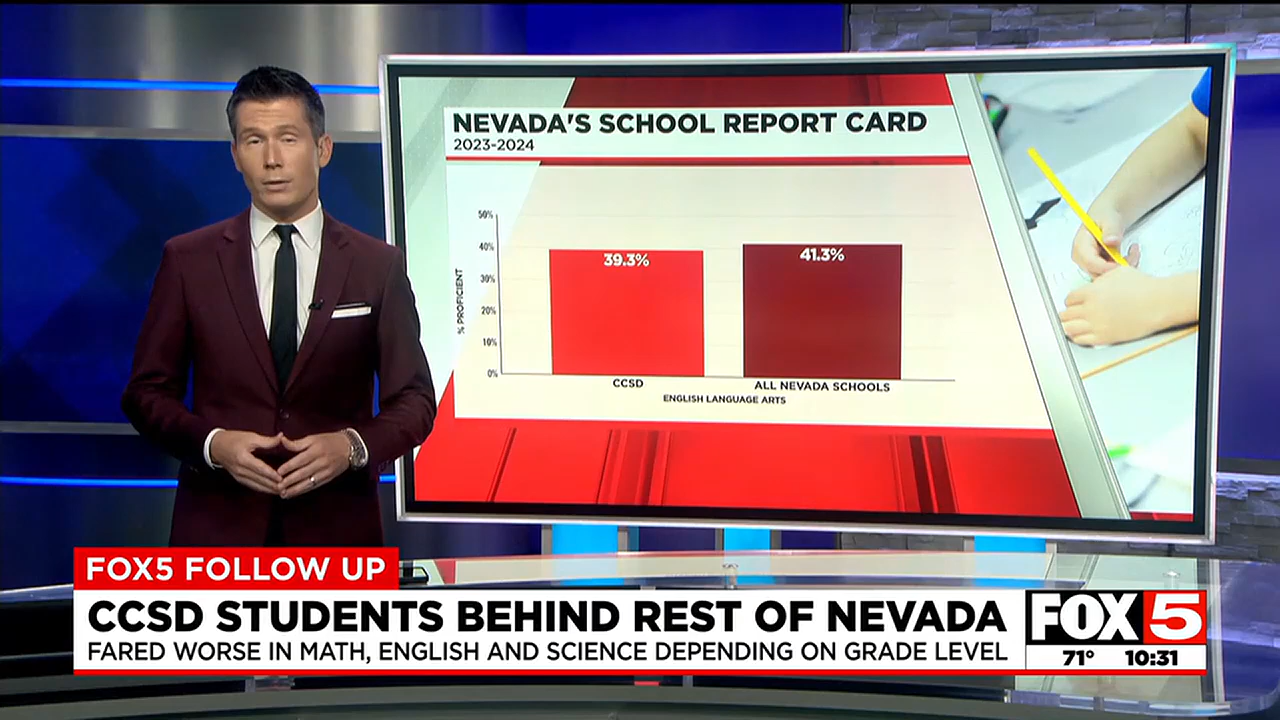 NEVADA'S SCHOOL REPORT CARD
2023-2024
50%
40%
30%
20%
10%
0%
% PROFICIENT
39.3%
41.3%
CCSD
ALL NEVADA SCHOOLS
ENGLISH LANGUAGE ARTS
FOX5 FOLLOW UP
CCSD STUDENTS BEHIND REST OF NEVADA
FARED WORSE IN MATH, ENGLISH AND SCIENCE DEPENDING ON GRADE LEVEL
FOX 5
71° 10:31